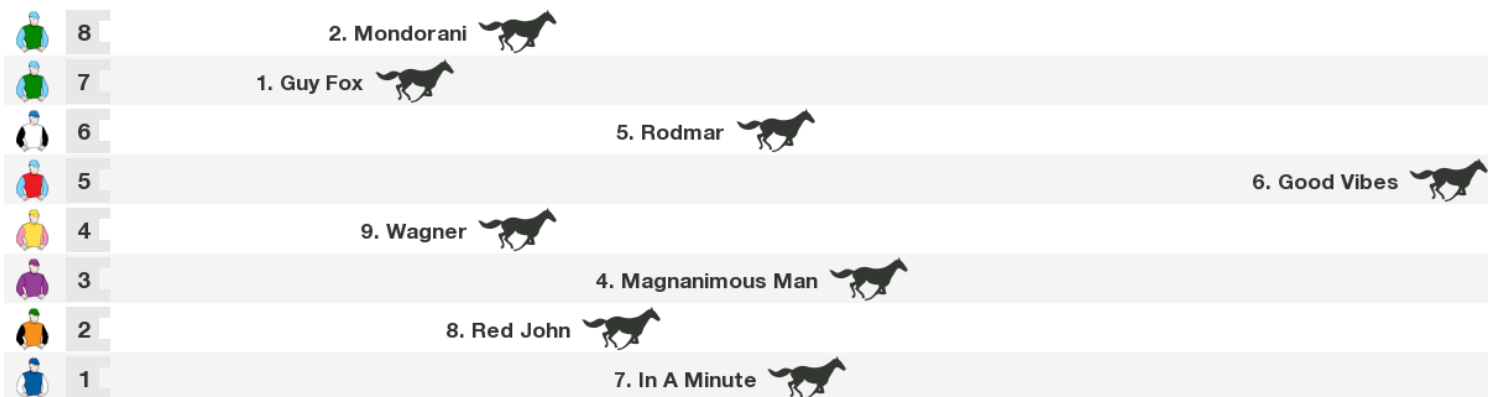 8 2. Mondorani
7 1. Guy Fox
6 5. Rodmar
5 6. Good Vibes
4 9. Wagner
3 4. Magnanimous Man
2 8. Red John
1 7. In A Minute